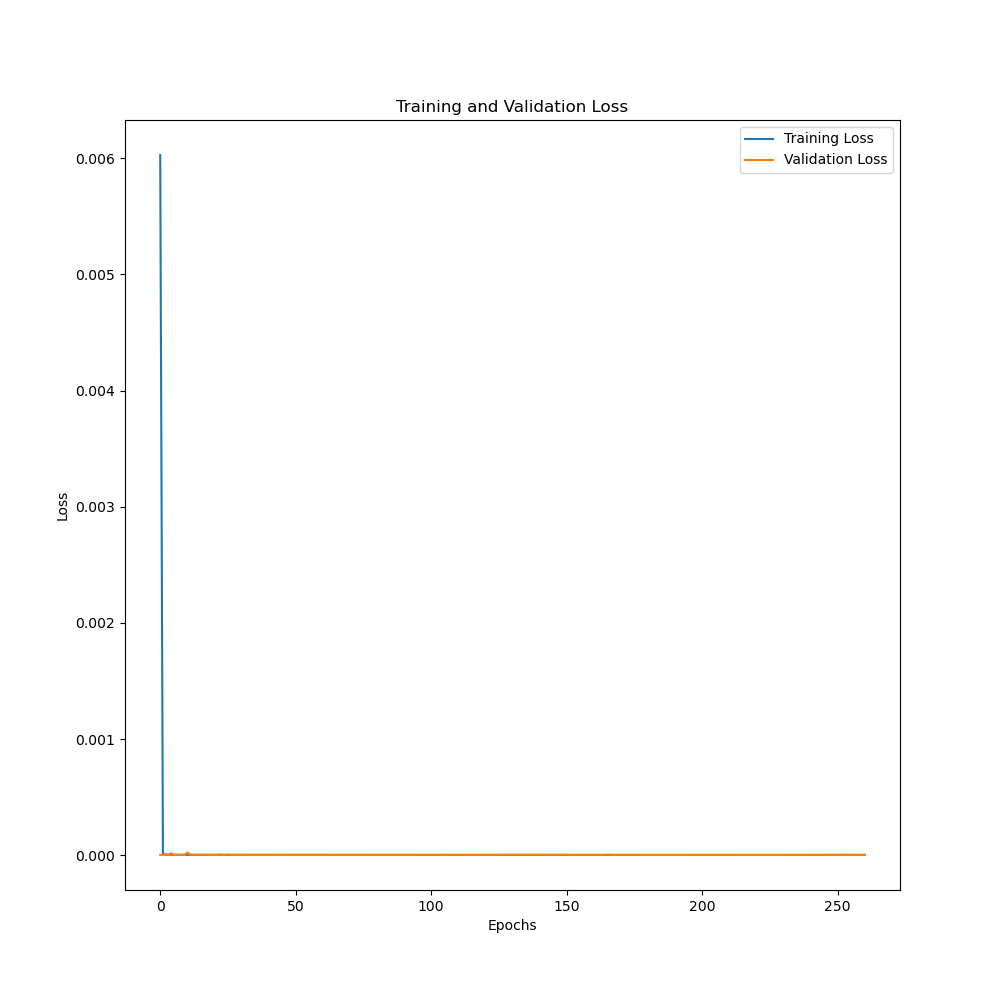 Training and Validation Loss
Training Loss
Validation Loss
0.006
0.005
0.004
0.003
0.002
0.001
0.000
Loss
0 50 100 150 200 250
Epochs